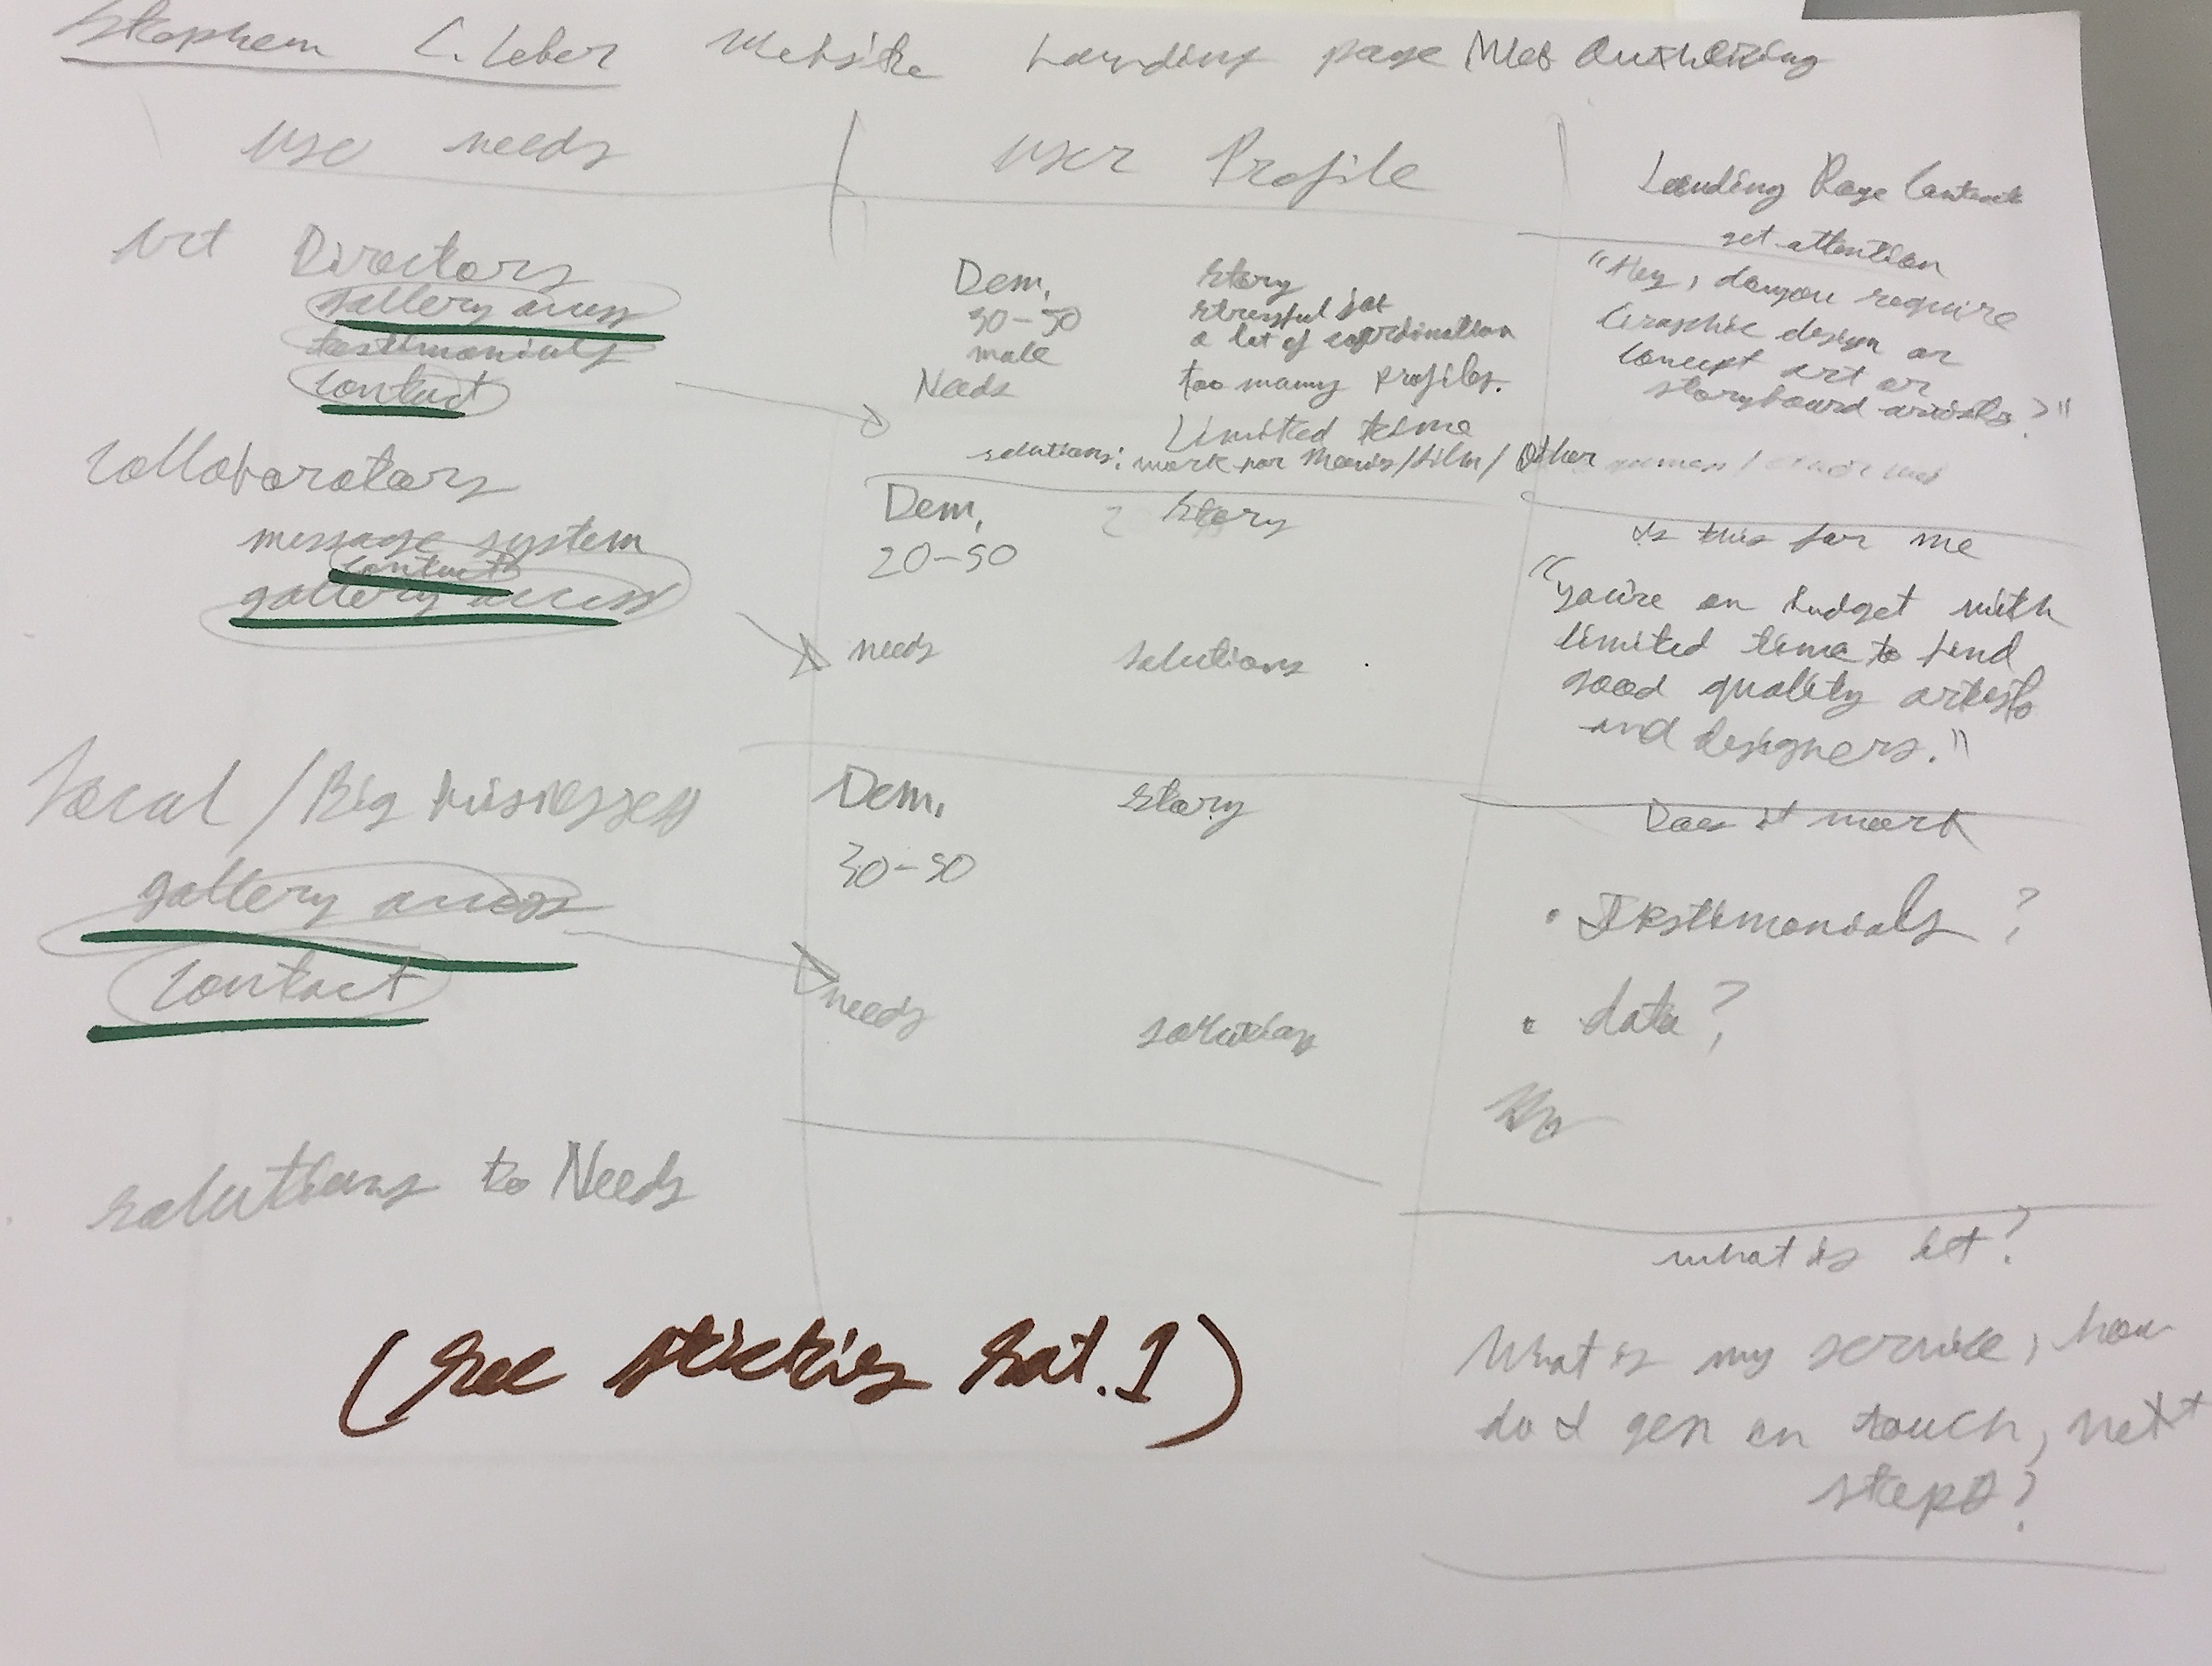 Stephen C. Leber Website Landing page Web Authoring
use needs
Art Directors
gallery access
testimonials
contact
Collaborators
message system
contact
gallery access
Local / Big businesses
gallery access
contact
solutions to Needs
(see stickies Sat. 1)
User Profile
Dem.
30-50
male
Needs
Story
stressful job
a lot of coordination
too many profiles.
Limited time
solutions: work for Movies/film/Other
Dem.
20-50
Story
needs solutions
Dem.
30-50
Story
needs
solutions
Landing Page Content
get attention
"Hey, do you require
Graphic design or
concept art or
storyboard artists?"
Is this for me
"you're on budget with
limited time to find
good quality artists
and designers."
Does it work
• Testimonials?
• data?
what is it?
What is my service, how
do I get in touch, next
steps?